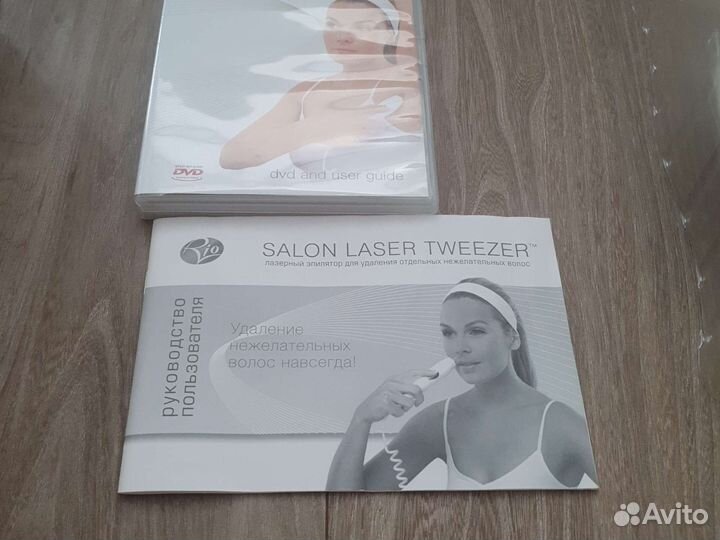 DVD
dvd and user guide
Rio
SALON LASER TWEEZER™
лазерный эпилятор для удаления отдельных нежелательных волос
руководство
пользователя
Удаление
нежелательных
волос навсегда!
Avito